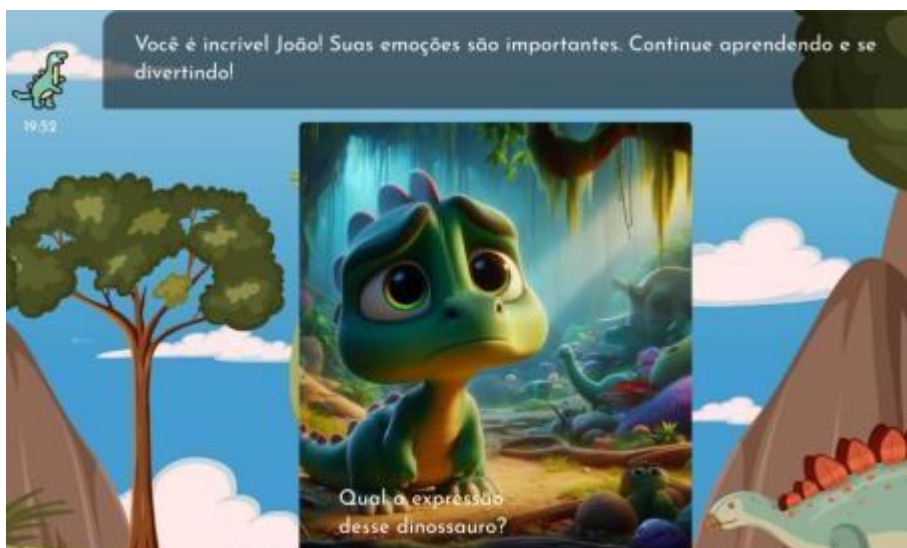 Você é incrível João! Suas emoções são importantes. Continue aprendendo e se
divertindo!
19:52
Qual a expressão
desse dinossauro?